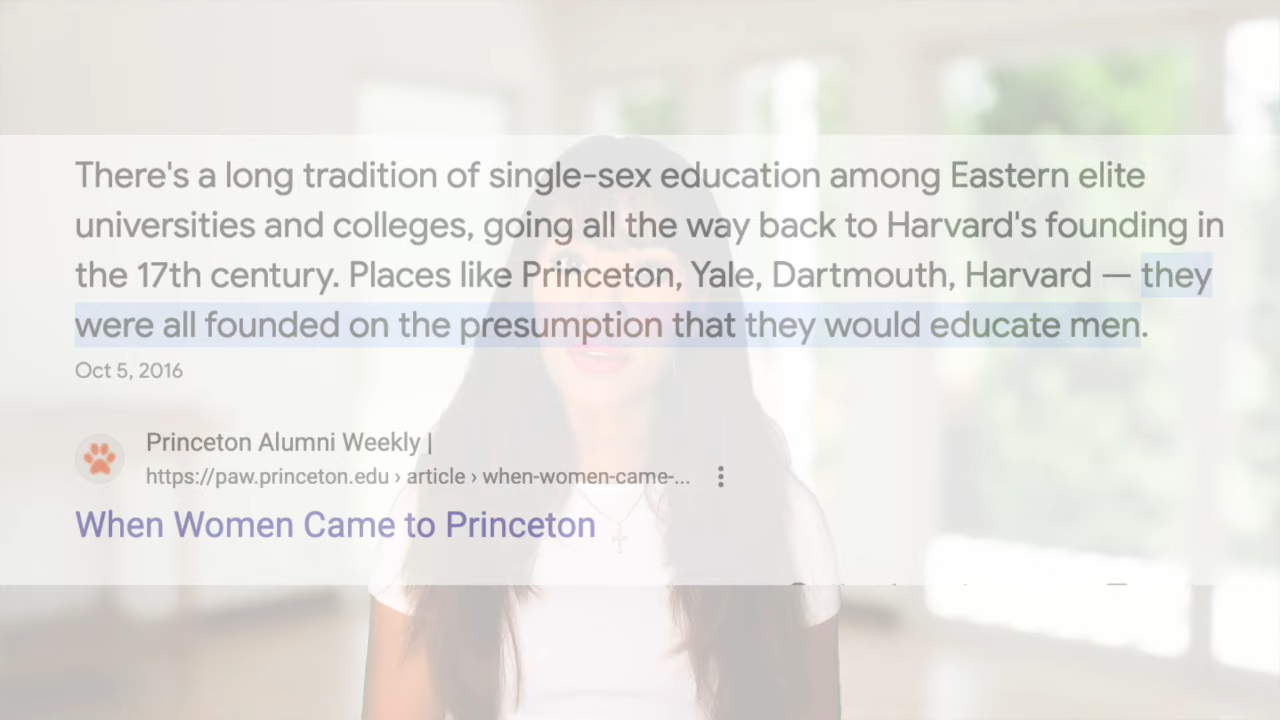 There's a long tradition of single-sex education among Eastern elite
universities and colleges, going all the way back to Harvard's founding in
the 17th century. Places like Princeton, Yale, Dartmouth, Harvard — they
were all founded on the presumption that they would educate men.
Oct 5, 2016
Princeton Alumni Weekly |
https://paw.princeton.edu › article › when-women-came-...
When Women Came to Princeton